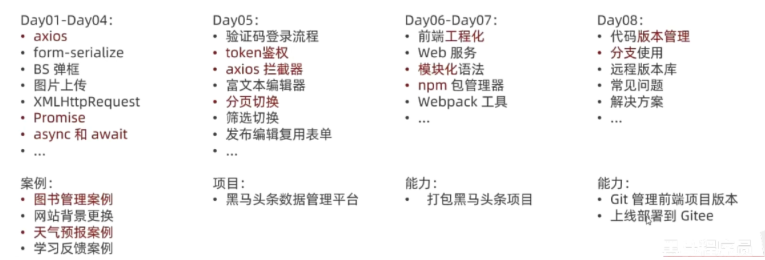 Day01-Day04：
• axios
• form-serialize
• BS 弹框
• 图片上传
• XMLHttpRequest
• Promise
• async 和 await
• ...
案例：
• 图书管理案例
• 网站背景更换
• 天气预报案例
• 学习反馈案例
Day05：
• 验证码登录流程
• token鉴权
• axios 拦截器
• 富文本编辑器
• 分页切换
• 筛选切换
• 发布编辑复用表单
• ...
项目：
• 黑马头条数据管理平台
Day06-Day07：
• 前端工程化
• Web 服务
• 模块化语法
• npm 包管理器
• Webpack 工具
• ...
能力：
• 打包黑马头条项目
Day08：
• 代码版本管理
• 分支使用
• 远程版本库
• 常见问题
• 解决方案
• ...
能力：
• Git 管理前端项目版本
• 上线部署到 Gitee